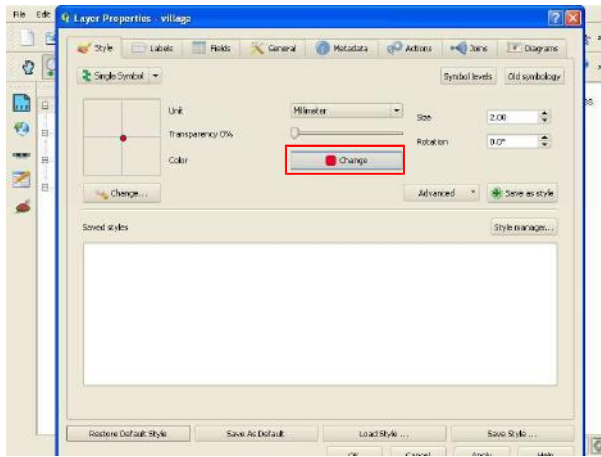 File Edit Layer Properties - village
Style Labels Fields General Metadata Actions Joins Diagrams
Single Symbol Symbol levels Old symbology
Unit Milimeter Size 2.00
Transparency 0% Rotation 0.0°
Color Change
Change... Advanced Save as style
Saved styles Style manager...
Restore Default Style Save As Default Load Style ... Save Style ...
OK Cancel Apply Help